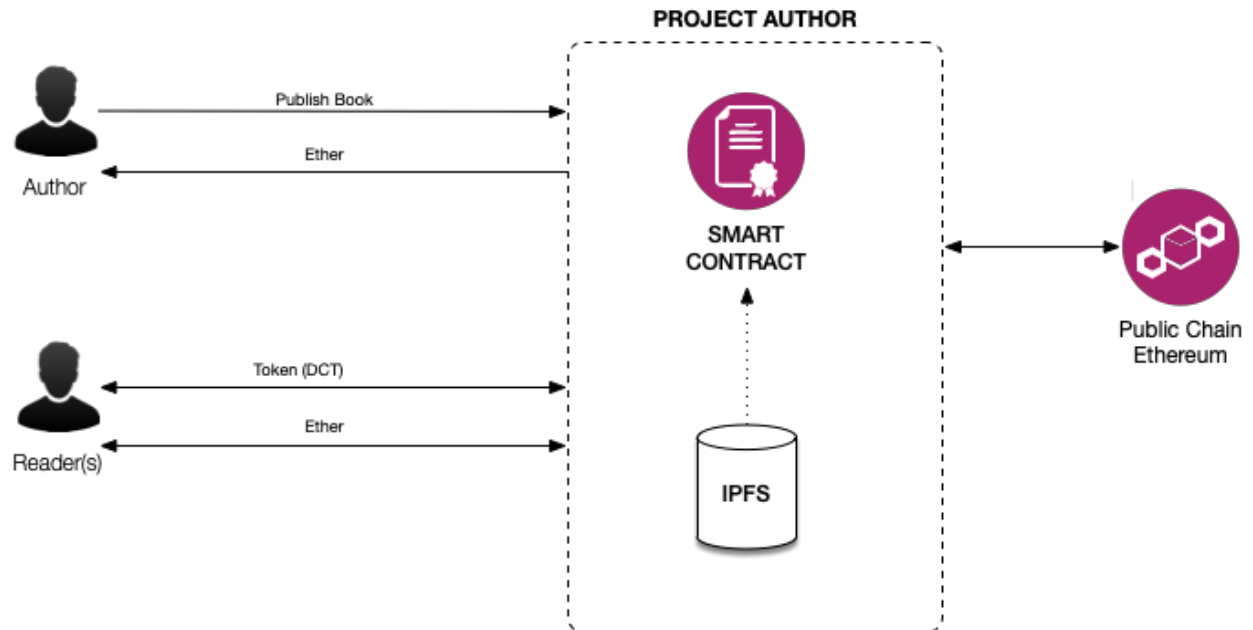 PROJECT AUTHOR
Publish Book
Ether
Author
SMART
CONTRACT
Public Chain
Ethereum
Token (DCT)
Ether
Reader(s)
IPFS